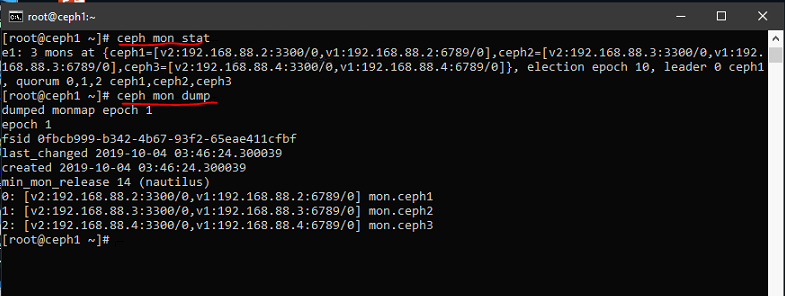 root@ceph1:~
[root@ceph1 ~]# ceph mon stat
e1: 3 mons at {ceph1=[v2:192.168.88.2:3300/0,v1:192.168.88.2:6789/0],ceph2=[v2:192.168.88.3:3300/0,v1:192.1
68.88.3:6789/0],ceph3=[v2:192.168.88.4:3300/0,v1:192.168.88.4:6789/0]}, election epoch 10, leader 0 ceph1
, quorum 0,1,2 ceph1,ceph2,ceph3
[root@ceph1 ~]# ceph mon dump
dumped monmap epoch 1
epoch 1
fsid 0fbcb999-b342-4b67-93f2-65eae411cfbf
last_changed 2019-10-04 03:46:24.300039
created 2019-10-04 03:46:24.300039
min_mon_release 14 (nautilus)
0: [v2:192.168.88.2:3300/0,v1:192.168.88.2:6789/0] mon.ceph1
1: [v2:192.168.88.3:3300/0,v1:192.168.88.3:6789/0] mon.ceph2
2: [v2:192.168.88.4:3300/0,v1:192.168.88.4:6789/0] mon.ceph3
[root@ceph1 ~]#